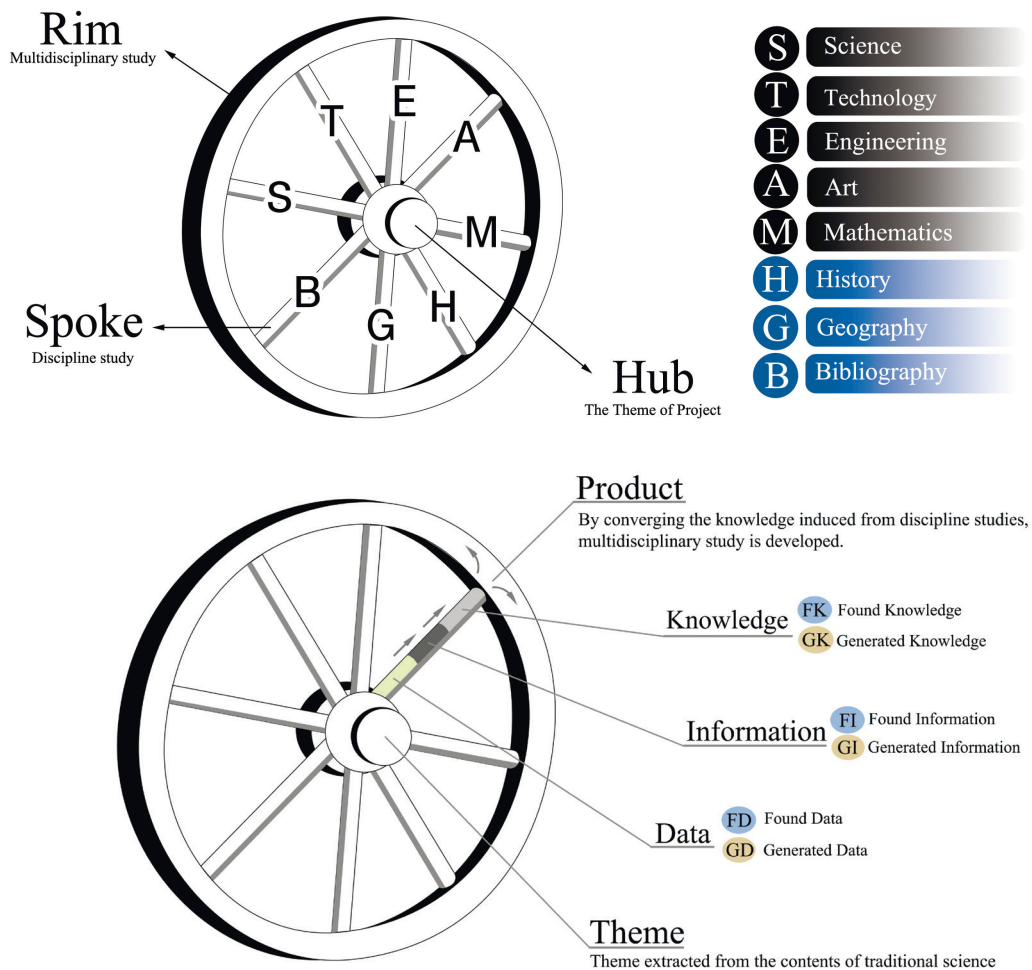 Rim
Multidisciplinary study
T
E
A
S
M
B
G
H
Spoke
Discipline study
Hub
The Theme of Project
S Science
T Technology
E Engineering
A Art
M Mathematics
H History
G Geography
B Bibliography
Product
By converging the knowledge induced from discipline studies,
multidisciplinary study is developed.
Knowledge
FK Found Knowledge
GK Generated Knowledge
Information
FI Found Information
GI Generated Information
Data
FD Found Data
GD Generated Data
Theme
Theme extracted from the contents of traditional science